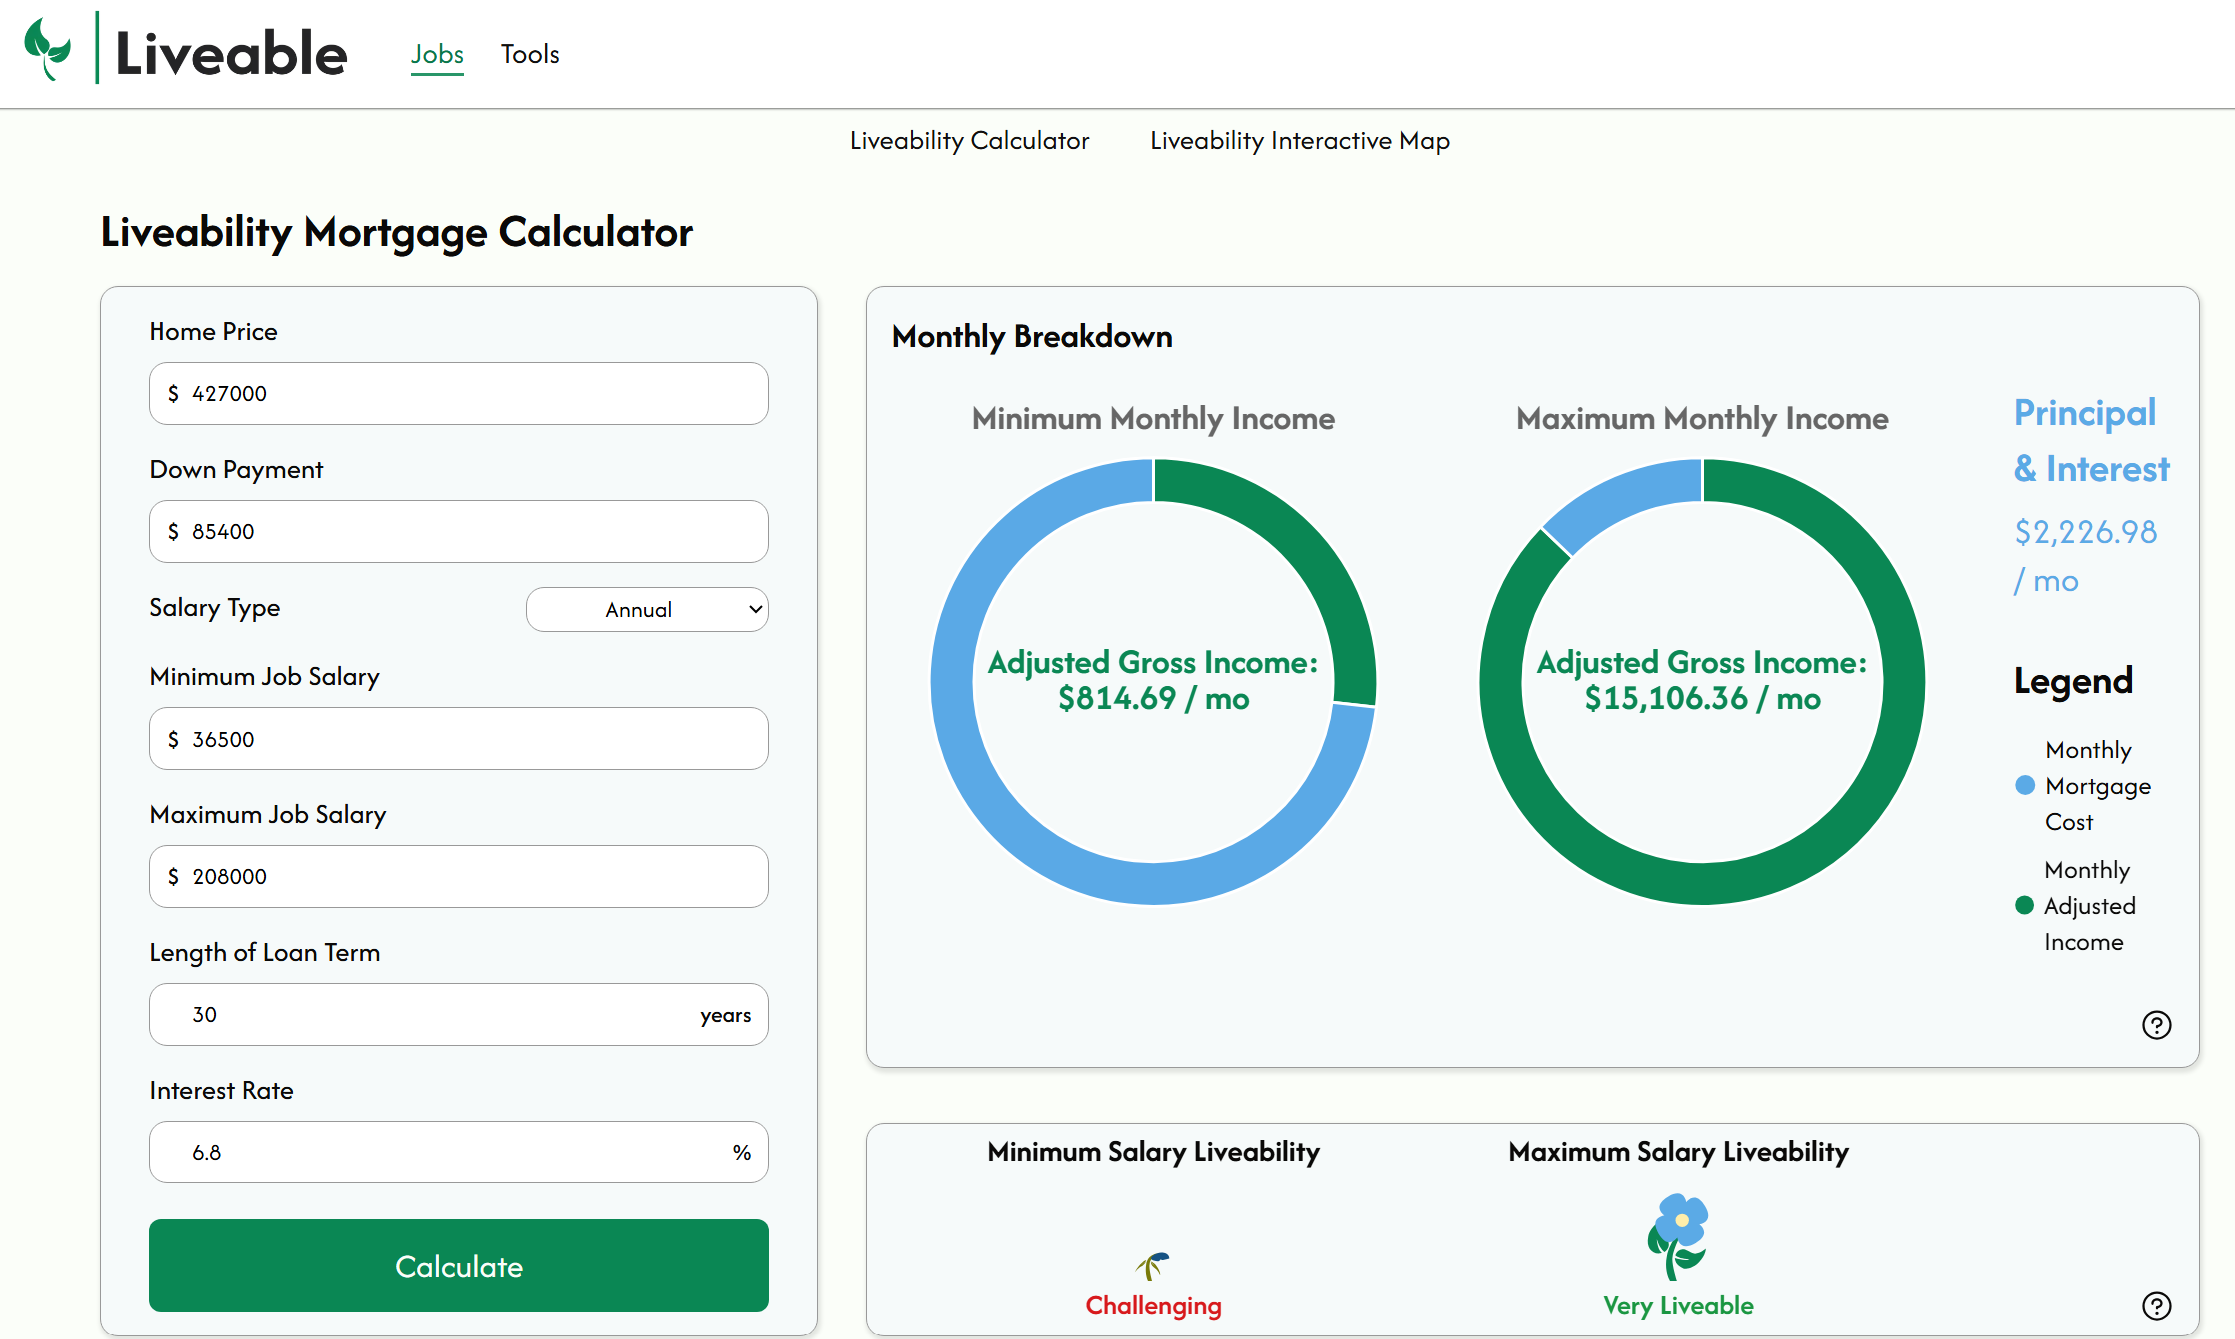 Liveable
Jobs
Tools
Liveability Calculator
Liveability Interactive Map
Liveability Mortgage Calculator
Home Price
$ 427000
Down Payment
$ 85400
Salary Type
Annual
Minimum Job Salary
$ 36500
Maximum Job Salary
$ 208000
Length of Loan Term
30 years
Interest Rate
6.8 %
Calculate
Monthly Breakdown
Minimum Monthly Income
Adjusted Gross Income:
$814.69 / mo
Maximum Monthly Income
Adjusted Gross Income:
$15,106.36 / mo
Principal
& Interest
$2,226.98
/ mo
Legend
Monthly
Mortgage
Cost
Monthly
Adjusted
Income
?
Minimum Salary Liveability
Challenging
Maximum Salary Liveability
Very Liveable
?